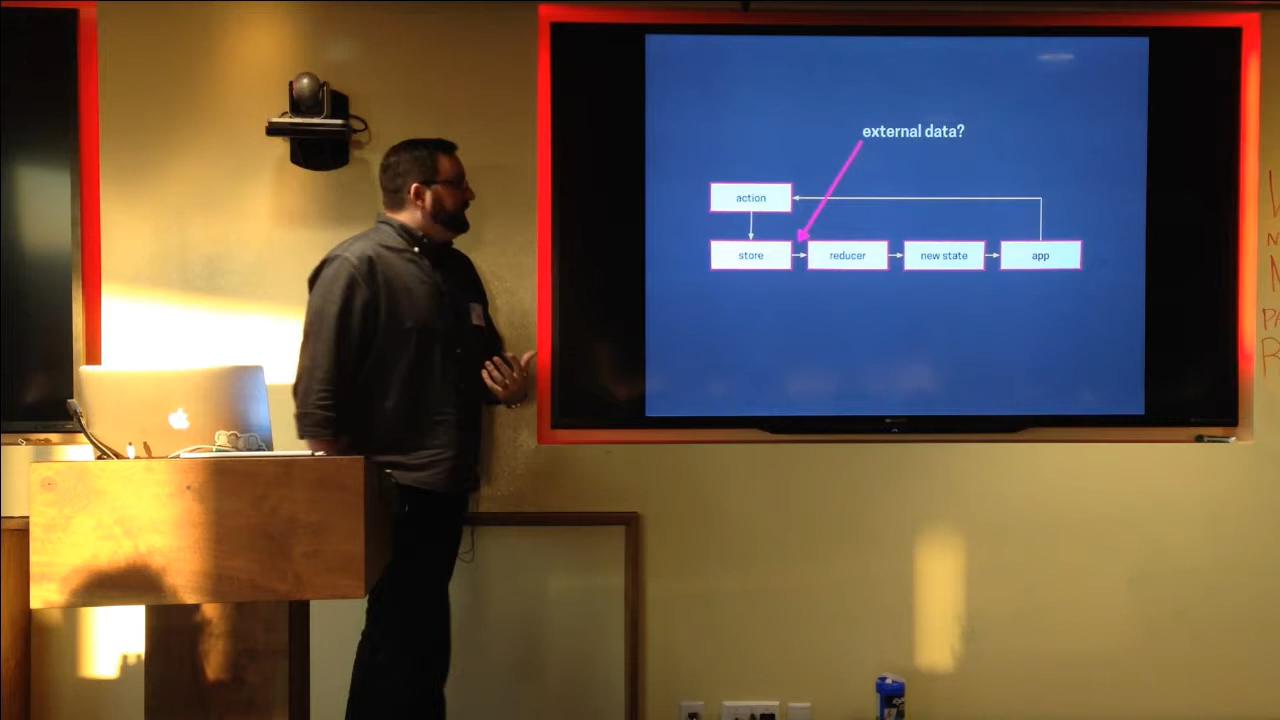 external data?
action
store
reducer
new state
app